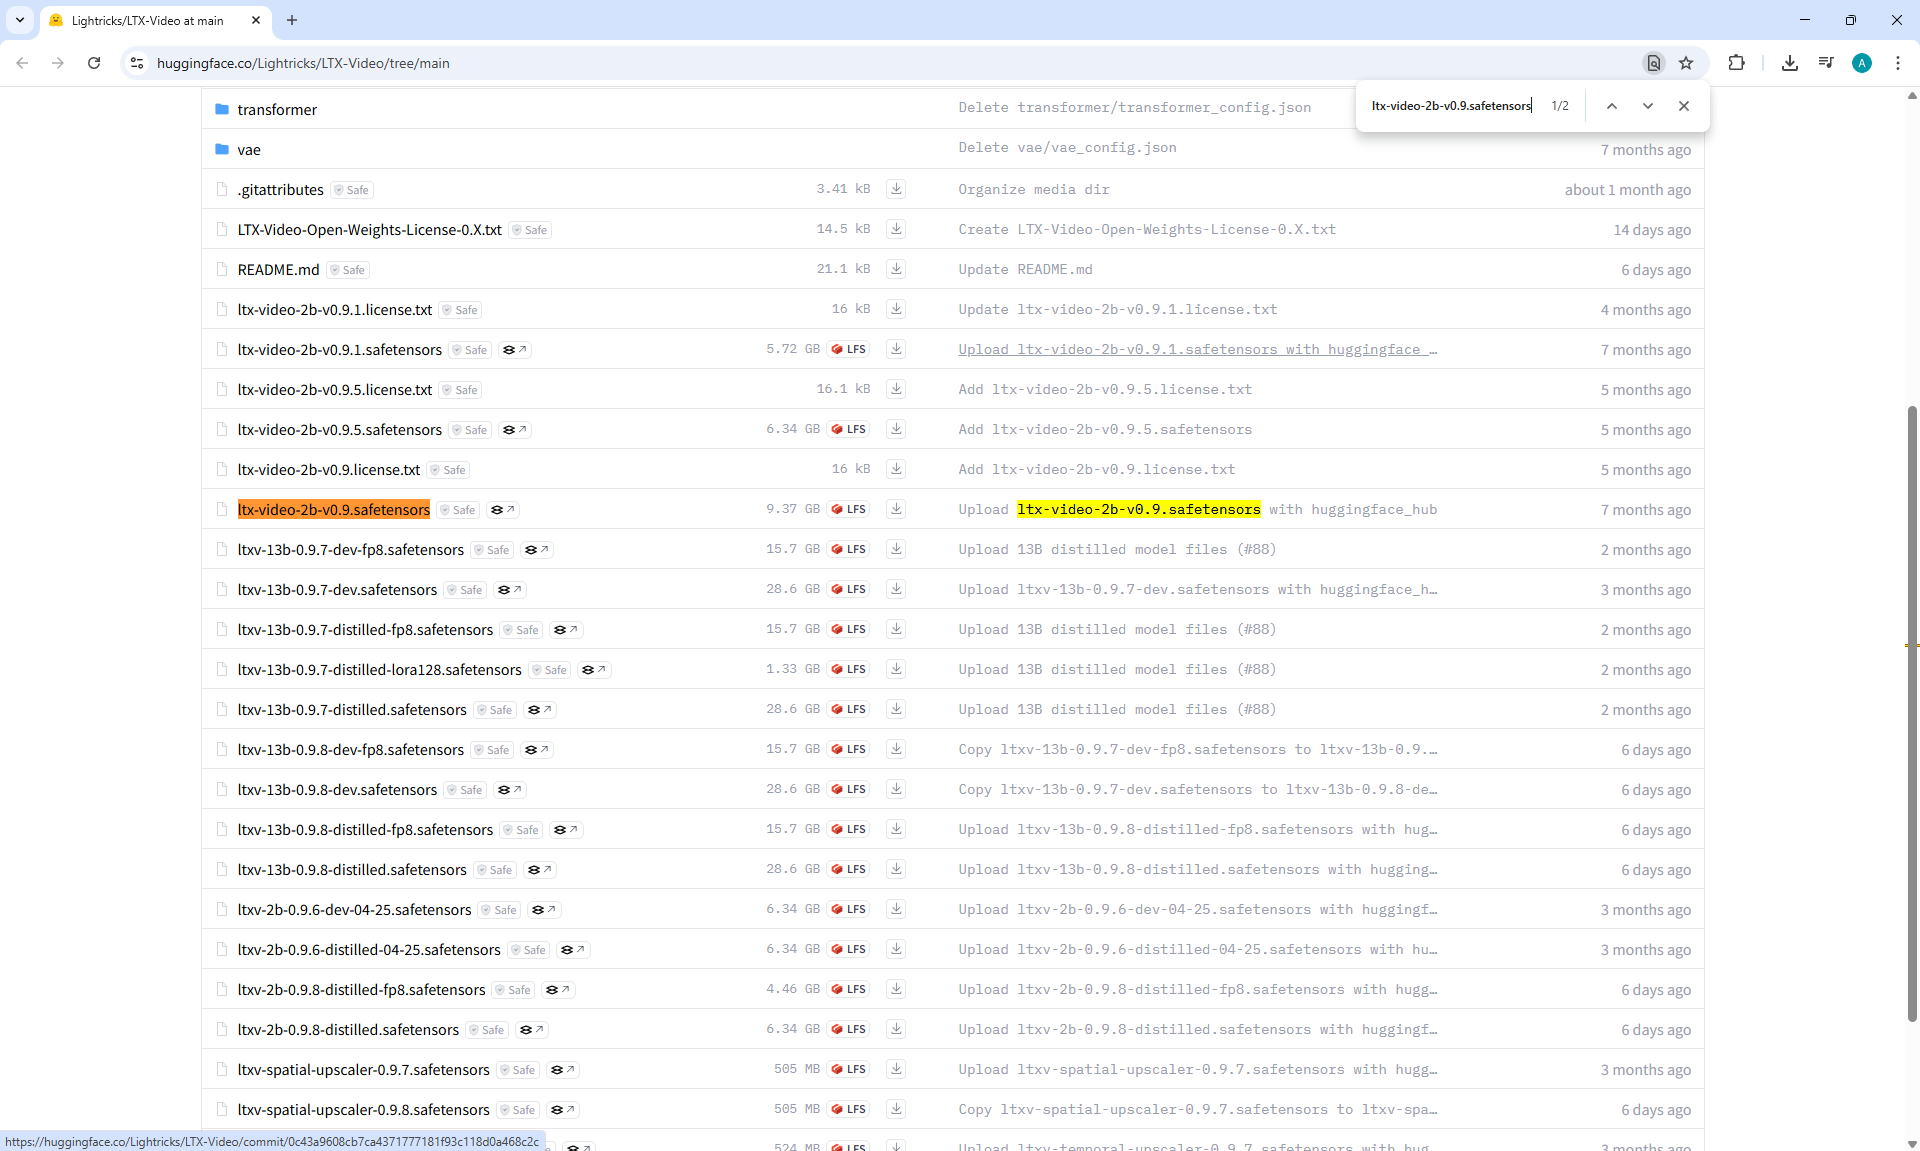 Lightricks/LTX-Video at main
huggingface.co/Lightricks/LTX-Video/tree/main
A
ltx-video-2b-v0.9.safetensors 1/2
transformer Delete transformer/transformer_config.json
vae Delete vae/vae_config.json 7 months ago
.gitattributes Safe 3.41 kB Organize media dir about 1 month ago
LTX-Video-Open-Weights-License-0.X.txt Safe 14.5 kB Create LTX-Video-Open-Weights-License-0.X.txt 14 days ago
README.md Safe 21.1 kB Update README.md 6 days ago
ltx-video-2b-v0.9.1.license.txt Safe 16 kB Update ltx-video-2b-v0.9.1.license.txt 4 months ago
ltx-video-2b-v0.9.1.safetensors Safe 5.72 GB LFS Upload ltx-video-2b-v0.9.1.safetensors with huggingface_… 7 months ago
ltx-video-2b-v0.9.5.license.txt Safe 16.1 kB Add ltx-video-2b-v0.9.5.license.txt 5 months ago
ltx-video-2b-v0.9.5.safetensors Safe 6.34 GB LFS Add ltx-video-2b-v0.9.5.safetensors 5 months ago
ltx-video-2b-v0.9.license.txt Safe 16 kB Add ltx-video-2b-v0.9.license.txt 5 months ago
ltx-video-2b-v0.9.safetensors Safe 9.37 GB LFS Upload ltx-video-2b-v0.9.safetensors with huggingface_hub 7 months ago
ltxv-13b-0.9.7-dev-fp8.safetensors Safe 15.7 GB LFS Upload 13B distilled model files (#88) 2 months ago
ltxv-13b-0.9.7-dev.safetensors Safe 28.6 GB LFS Upload ltxv-13b-0.9.7-dev.safetensors with huggingface_h… 3 months ago
ltxv-13b-0.9.7-distilled-fp8.safetensors Safe 15.7 GB LFS Upload 13B distilled model files (#88) 2 months ago
ltxv-13b-0.9.7-distilled-lora128.safetensors Safe 1.33 GB LFS Upload 13B distilled model files (#88) 2 months ago
ltxv-13b-0.9.7-distilled.safetensors Safe 28.6 GB LFS Upload 13B distilled model files (#88) 2 months ago
ltxv-13b-0.9.8-dev-fp8.safetensors Safe 15.7 GB LFS Copy ltxv-13b-0.9.7-dev-fp8.safetensors to ltxv-13b-0.9.… 6 days ago
ltxv-13b-0.9.8-dev.safetensors Safe 28.6 GB LFS Copy ltxv-13b-0.9.7-dev.safetensors to ltxv-13b-0.9.8-de… 6 days ago
ltxv-13b-0.9.8-distilled-fp8.safetensors Safe 15.7 GB LFS Upload ltxv-13b-0.9.8-distilled-fp8.safetensors with hug… 6 days ago
ltxv-13b-0.9.8-distilled.safetensors Safe 28.6 GB LFS Upload ltxv-13b-0.9.8-distilled.safetensors with hugging… 6 days ago
ltxv-2b-0.9.6-dev-04-25.safetensors Safe 6.34 GB LFS Upload ltxv-2b-0.9.6-dev-04-25.safetensors with huggingf… 3 months ago
ltxv-2b-0.9.6-distilled-04-25.safetensors Safe 6.34 GB LFS Upload ltxv-2b-0.9.6-distilled-04-25.safetensors with hu… 3 months ago
ltxv-2b-0.9.8-distilled-fp8.safetensors Safe 4.46 GB LFS Upload ltxv-2b-0.9.8-distilled-fp8.safetensors with hugg… 6 days ago
ltxv-2b-0.9.8-distilled.safetensors Safe 6.34 GB LFS Upload ltxv-2b-0.9.8-distilled.safetensors with huggingf… 6 days ago
ltxv-spatial-upscaler-0.9.7.safetensors Safe 505 MB LFS Upload ltxv-spatial-upscaler-0.9.7.safetensors with hugg… 3 months ago
ltxv-spatial-upscaler-0.9.8.safetensors Safe 505 MB LFS Copy ltxv-spatial-upscaler-0.9.7.safetensors to ltxv-spa… 6 days ago
524 MB LFS Upload ltxv-temporal-upscaler-0.9.7.safetensors with hug… 3 months ago
https://huggingface.co/Lightricks/LTX-Video/commit/0c43a9608cb7ca4371777181f93c118d0a468c2c